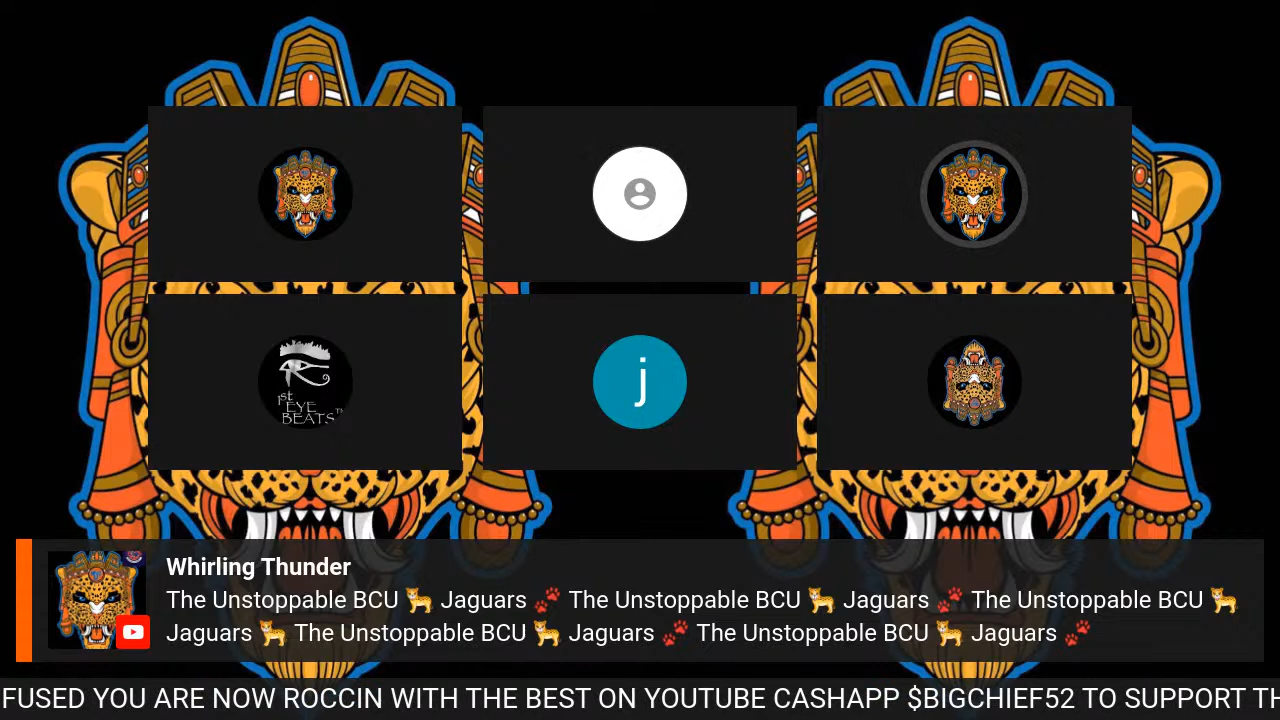 1st
EYE
BEATS
j
Whirling Thunder
The Unstoppable BCU 🐆 Jaguars 🐾 The Unstoppable BCU 🐆 Jaguars 🐾 The Unstoppable BCU 🐆
Jaguars 🐆 The Unstoppable BCU 🐆 Jaguars 🐾 The Unstoppable BCU 🐆 Jaguars 🐾
FUSED YOU ARE NOW ROCCIN WITH THE BEST ON YOUTUBE CASHAPP $BIGCHIEF52 TO SUPPORT TH